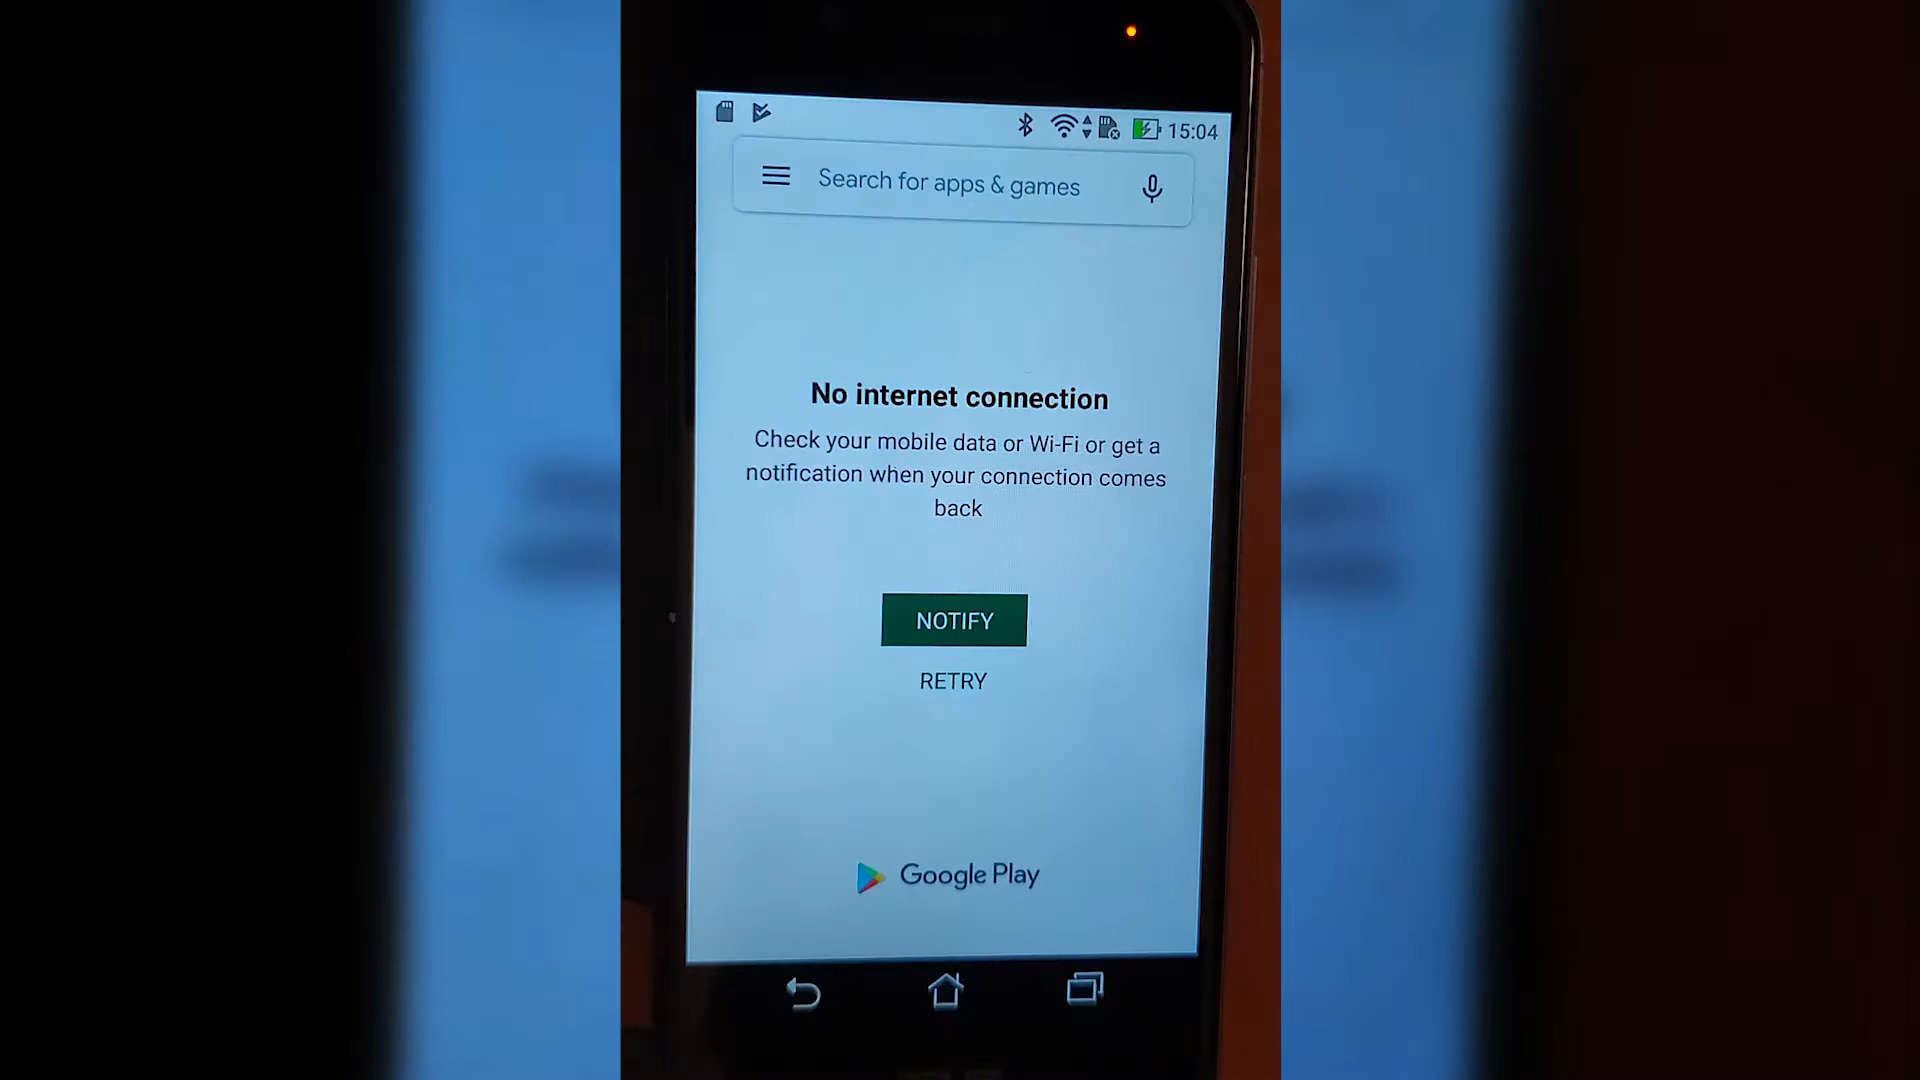 15:04
Search for apps & games
No internet connection
Check your mobile data or Wi-Fi or get a
notification when your connection comes
back
NOTIFY
RETRY
Google Play